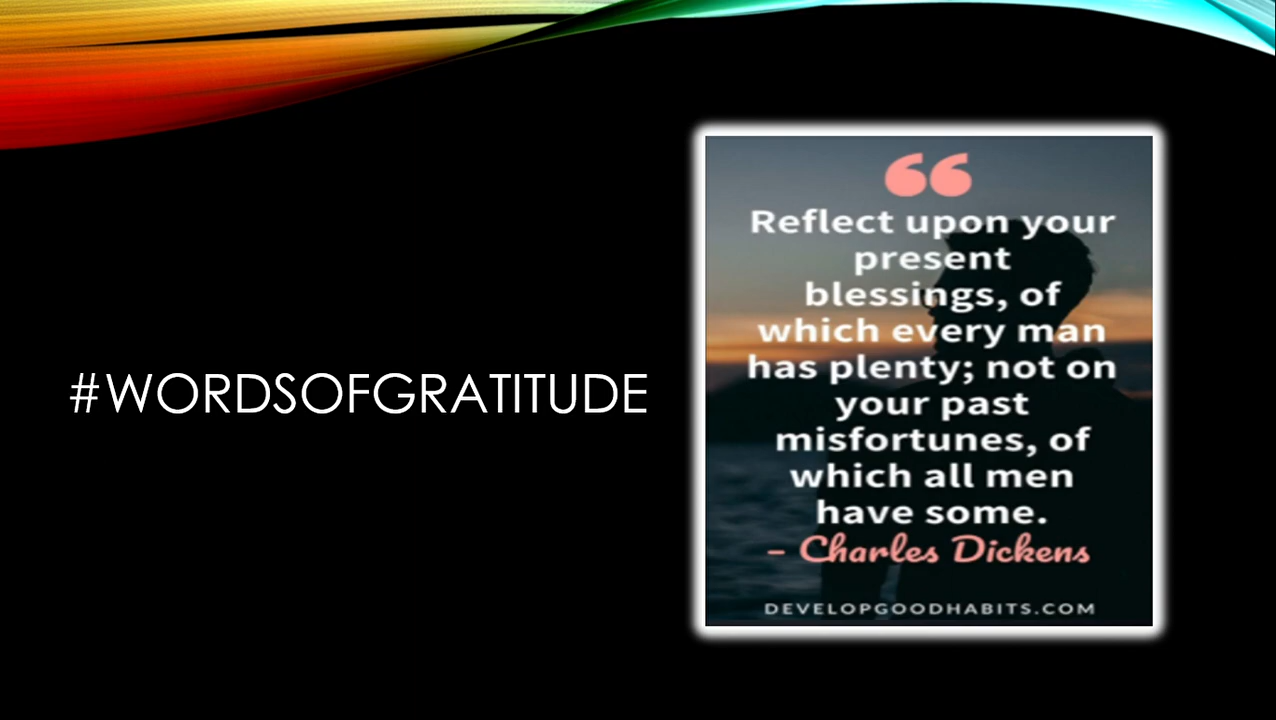 #WORDSOFGRATITUDE
“
Reflect upon your
present
blessings, of
which every man
has plenty; not on
your past
misfortunes, of
which all men
have some.
– Charles Dickens
DEVELOPGOODHABITS.COM